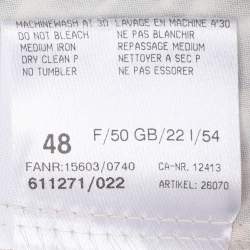 MACHINEWASH AT 30 LAVAGE EN MACHINE 4°30
DO NOT BLEACH NE PAS BLANCHIR
MEDIUM IRON REPASSAGE MEDIUM
DRY CLEAN P NETTOYER A SEC P
NO TUMBLER NE PAS ESSORER
48 F/50 GB/22 I/54
FANR:15603/0740 CA-NR. 12413
611271/022 ARTIKEL: 26070